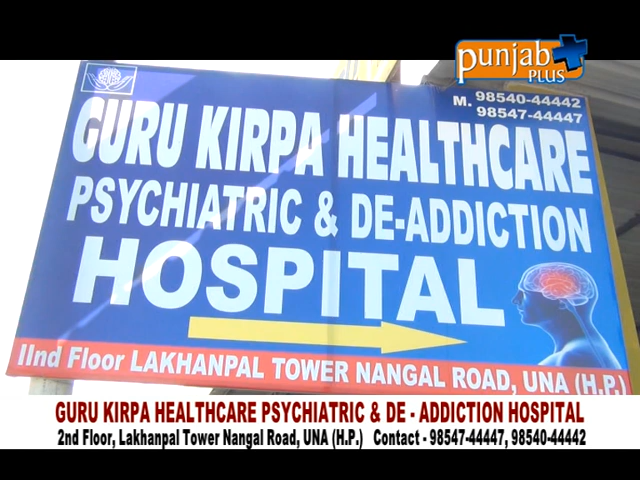 punjab
PLUS
M. 98540-44442
98547-44447
GURU KIRPA HEALTHCARE
PSYCHIATRIC & DE-ADDICTION
HOSPITAL
IInd Floor LAKHANPAL TOWER NANGAL ROAD, UNA (H.P.)
GURU KIRPA HEALTHCARE PSYCHIATRIC & DE - ADDICTION HOSPITAL
2nd Floor, Lakhanpal Tower Nangal Road, UNA (H.P.) Contact - 98547-44447, 98540-44442